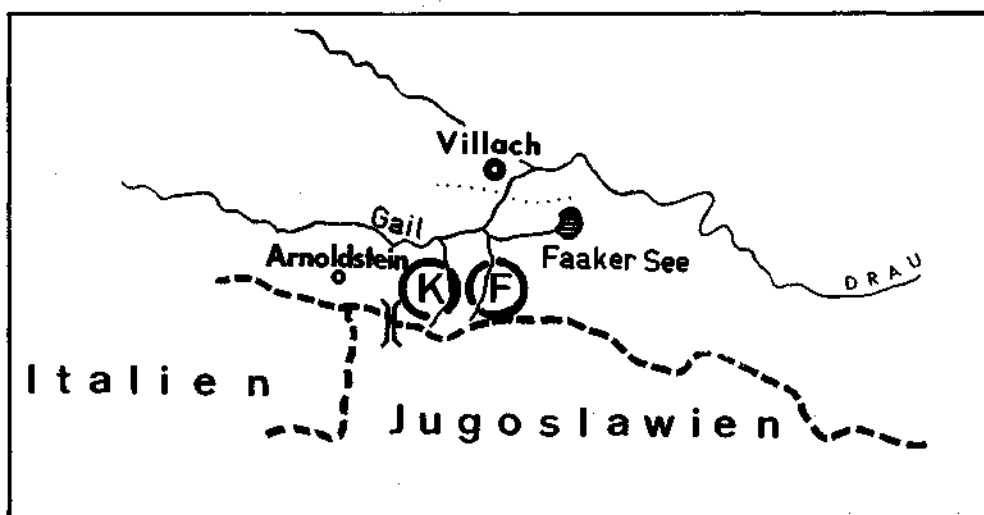 Villach
Gail
Arnoldstein
Faaker See
K
F
DRAU
Italien
Jugoslawien